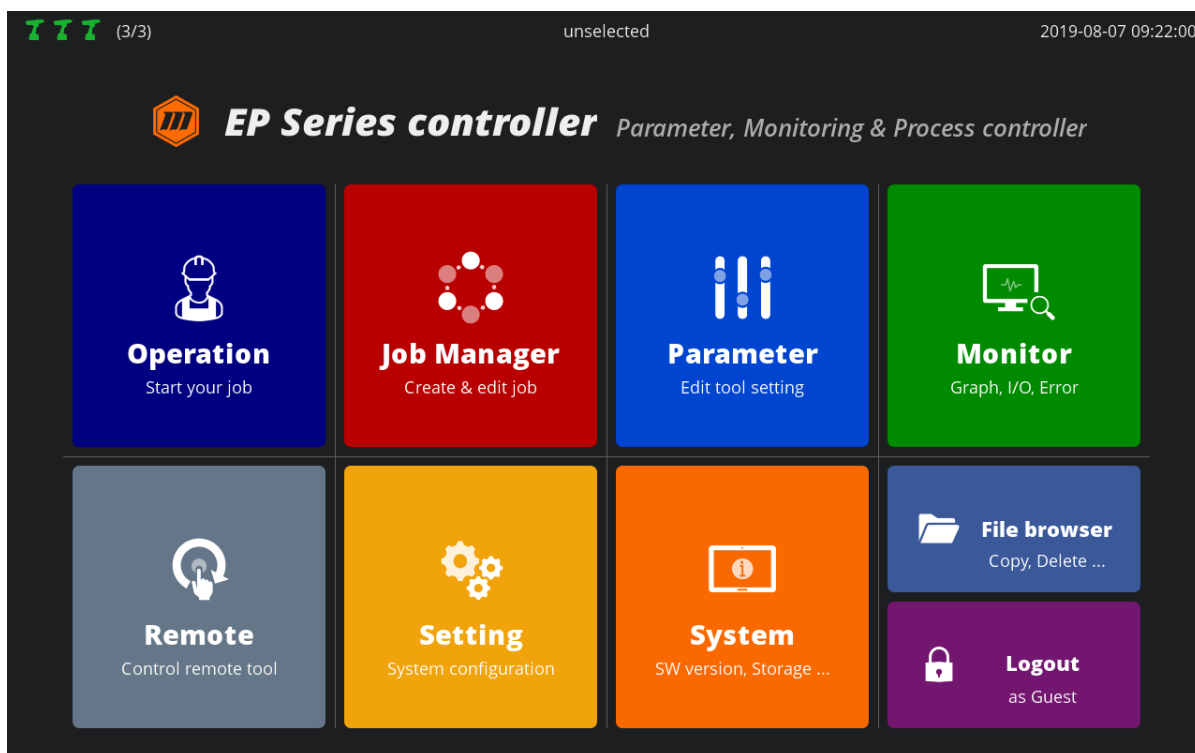 (3/3) unselected 2019-08-07 09:22:00
EP Series controller Parameter, Monitoring & Process controller
Operation
Start your job
Job Manager
Create & edit job
Parameter
Edit tool setting
Monitor
Graph, I/O, Error
Remote
Control remote tool
Setting
System configuration
System
SW version, Storage ...
File browser
Copy, Delete ...
Logout
as Guest